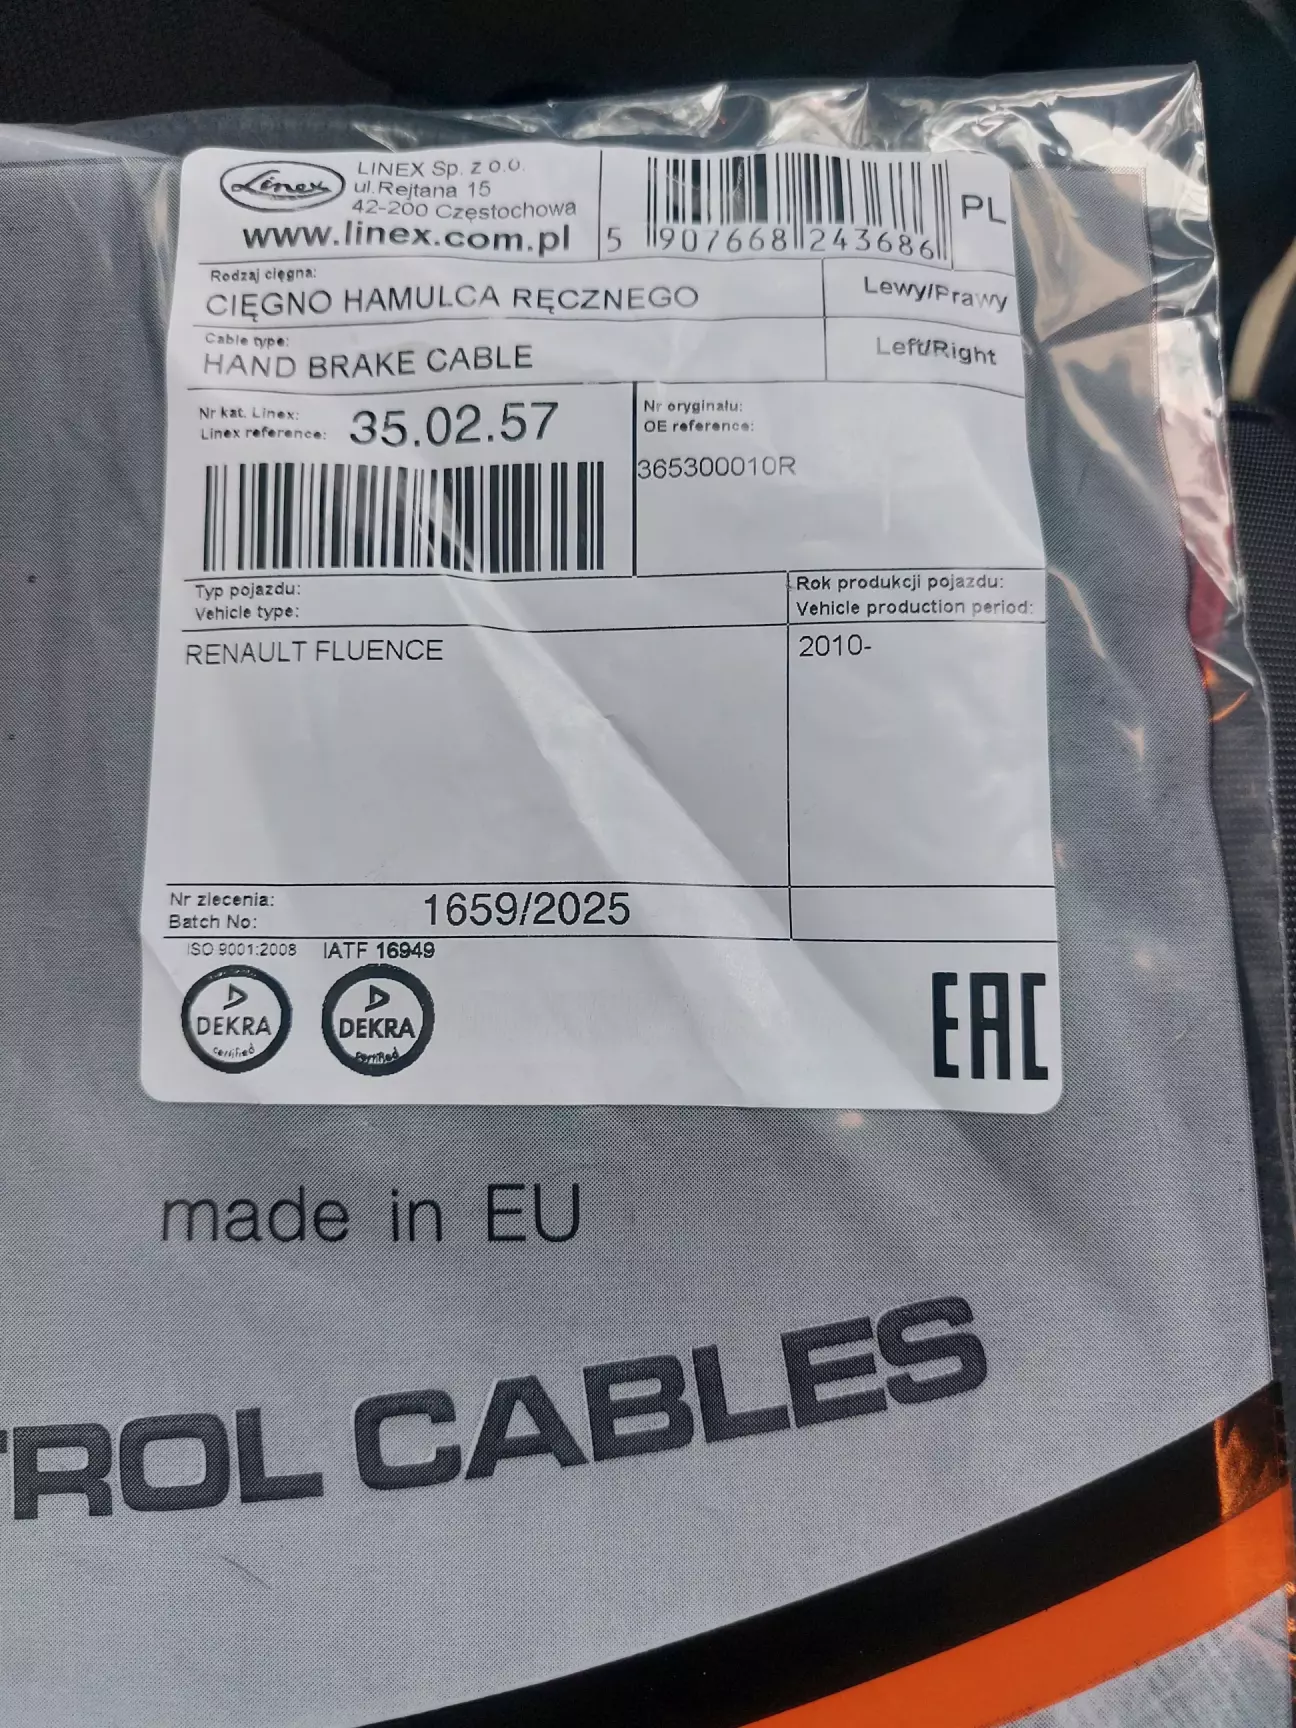 Linex
LINEX Sp. z o.o.
ul.Rejtana 15
42-200 Częstochowa
www.linex.com.pl
5 907668 243686
PL
Rodzaj cięgna:
CIĘGNO HAMULCA RĘCZNEGO
Lewy/Prawy
Cable type:
HAND BRAKE CABLE
Left/Right
Nr kat. Linex:
Linex reference:
35.02.57
Nr oryginału:
OE reference:
365300010R
Typ pojazdu:
Vehicle type:
Rok produkcji pojazdu:
Vehicle production period:
RENAULT FLUENCE
2010-
Nr zlecenia:
Batch No:
1659/2025
ISO 9001:2008
IATF 16949
DEKRA
certified
DEKRA
certified
EAC
made in EU
TROL CABLES